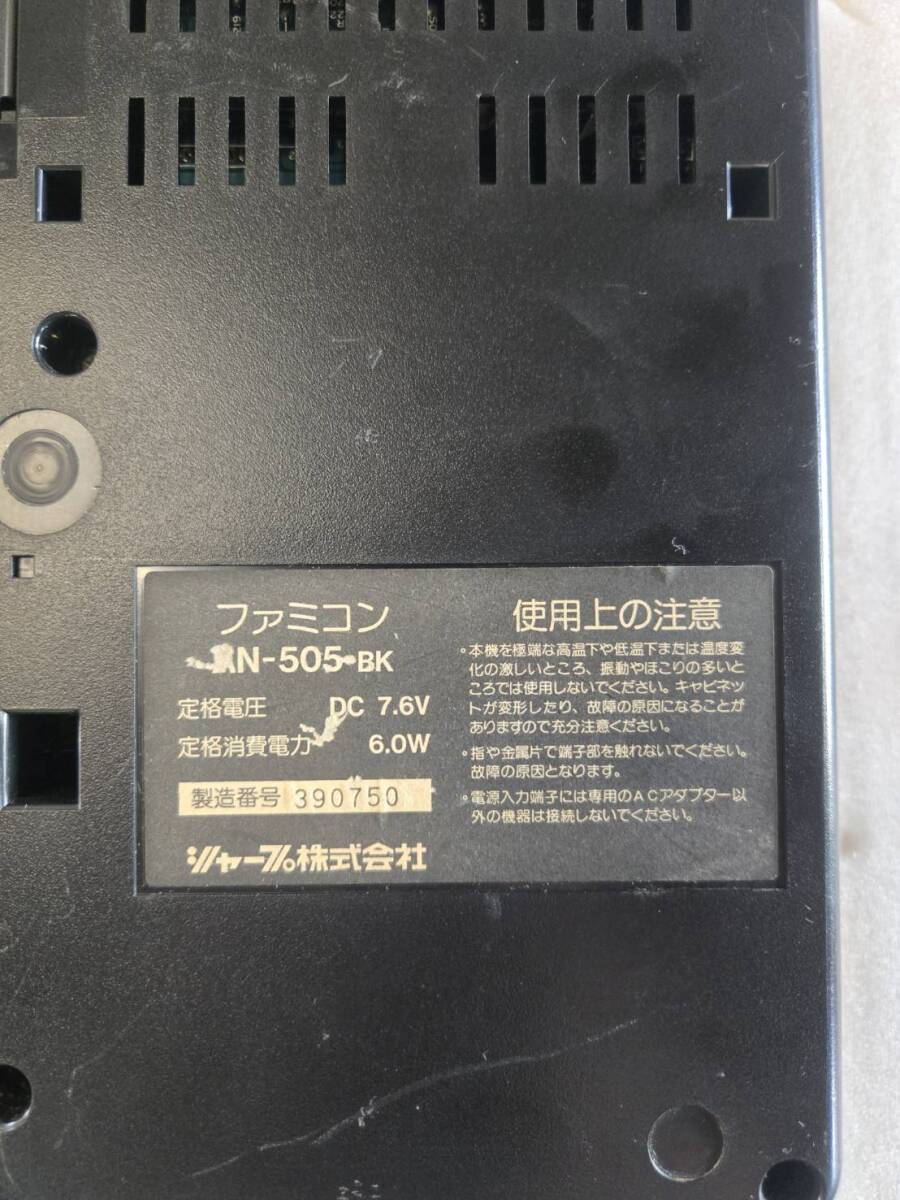 ファミコン
AN-505-BK
定格電圧 DC 7.6V
定格消費電力 6.0W
製造番号 390750
シャープ株式会社
使用上の注意
•本機を極端な高温下や低温下または温度変
化の激しいところ、振動やほこりの多いと
ころでは使用しないでください。キャビネッ
トが変形したり、故障の原因になることが
ありますので充分注意ください。
•指や金属片で端子部を触れないでください。
故障の原因となります。
•電源入力端子には専用のACアダプター以
外の機器は接続しないでください。